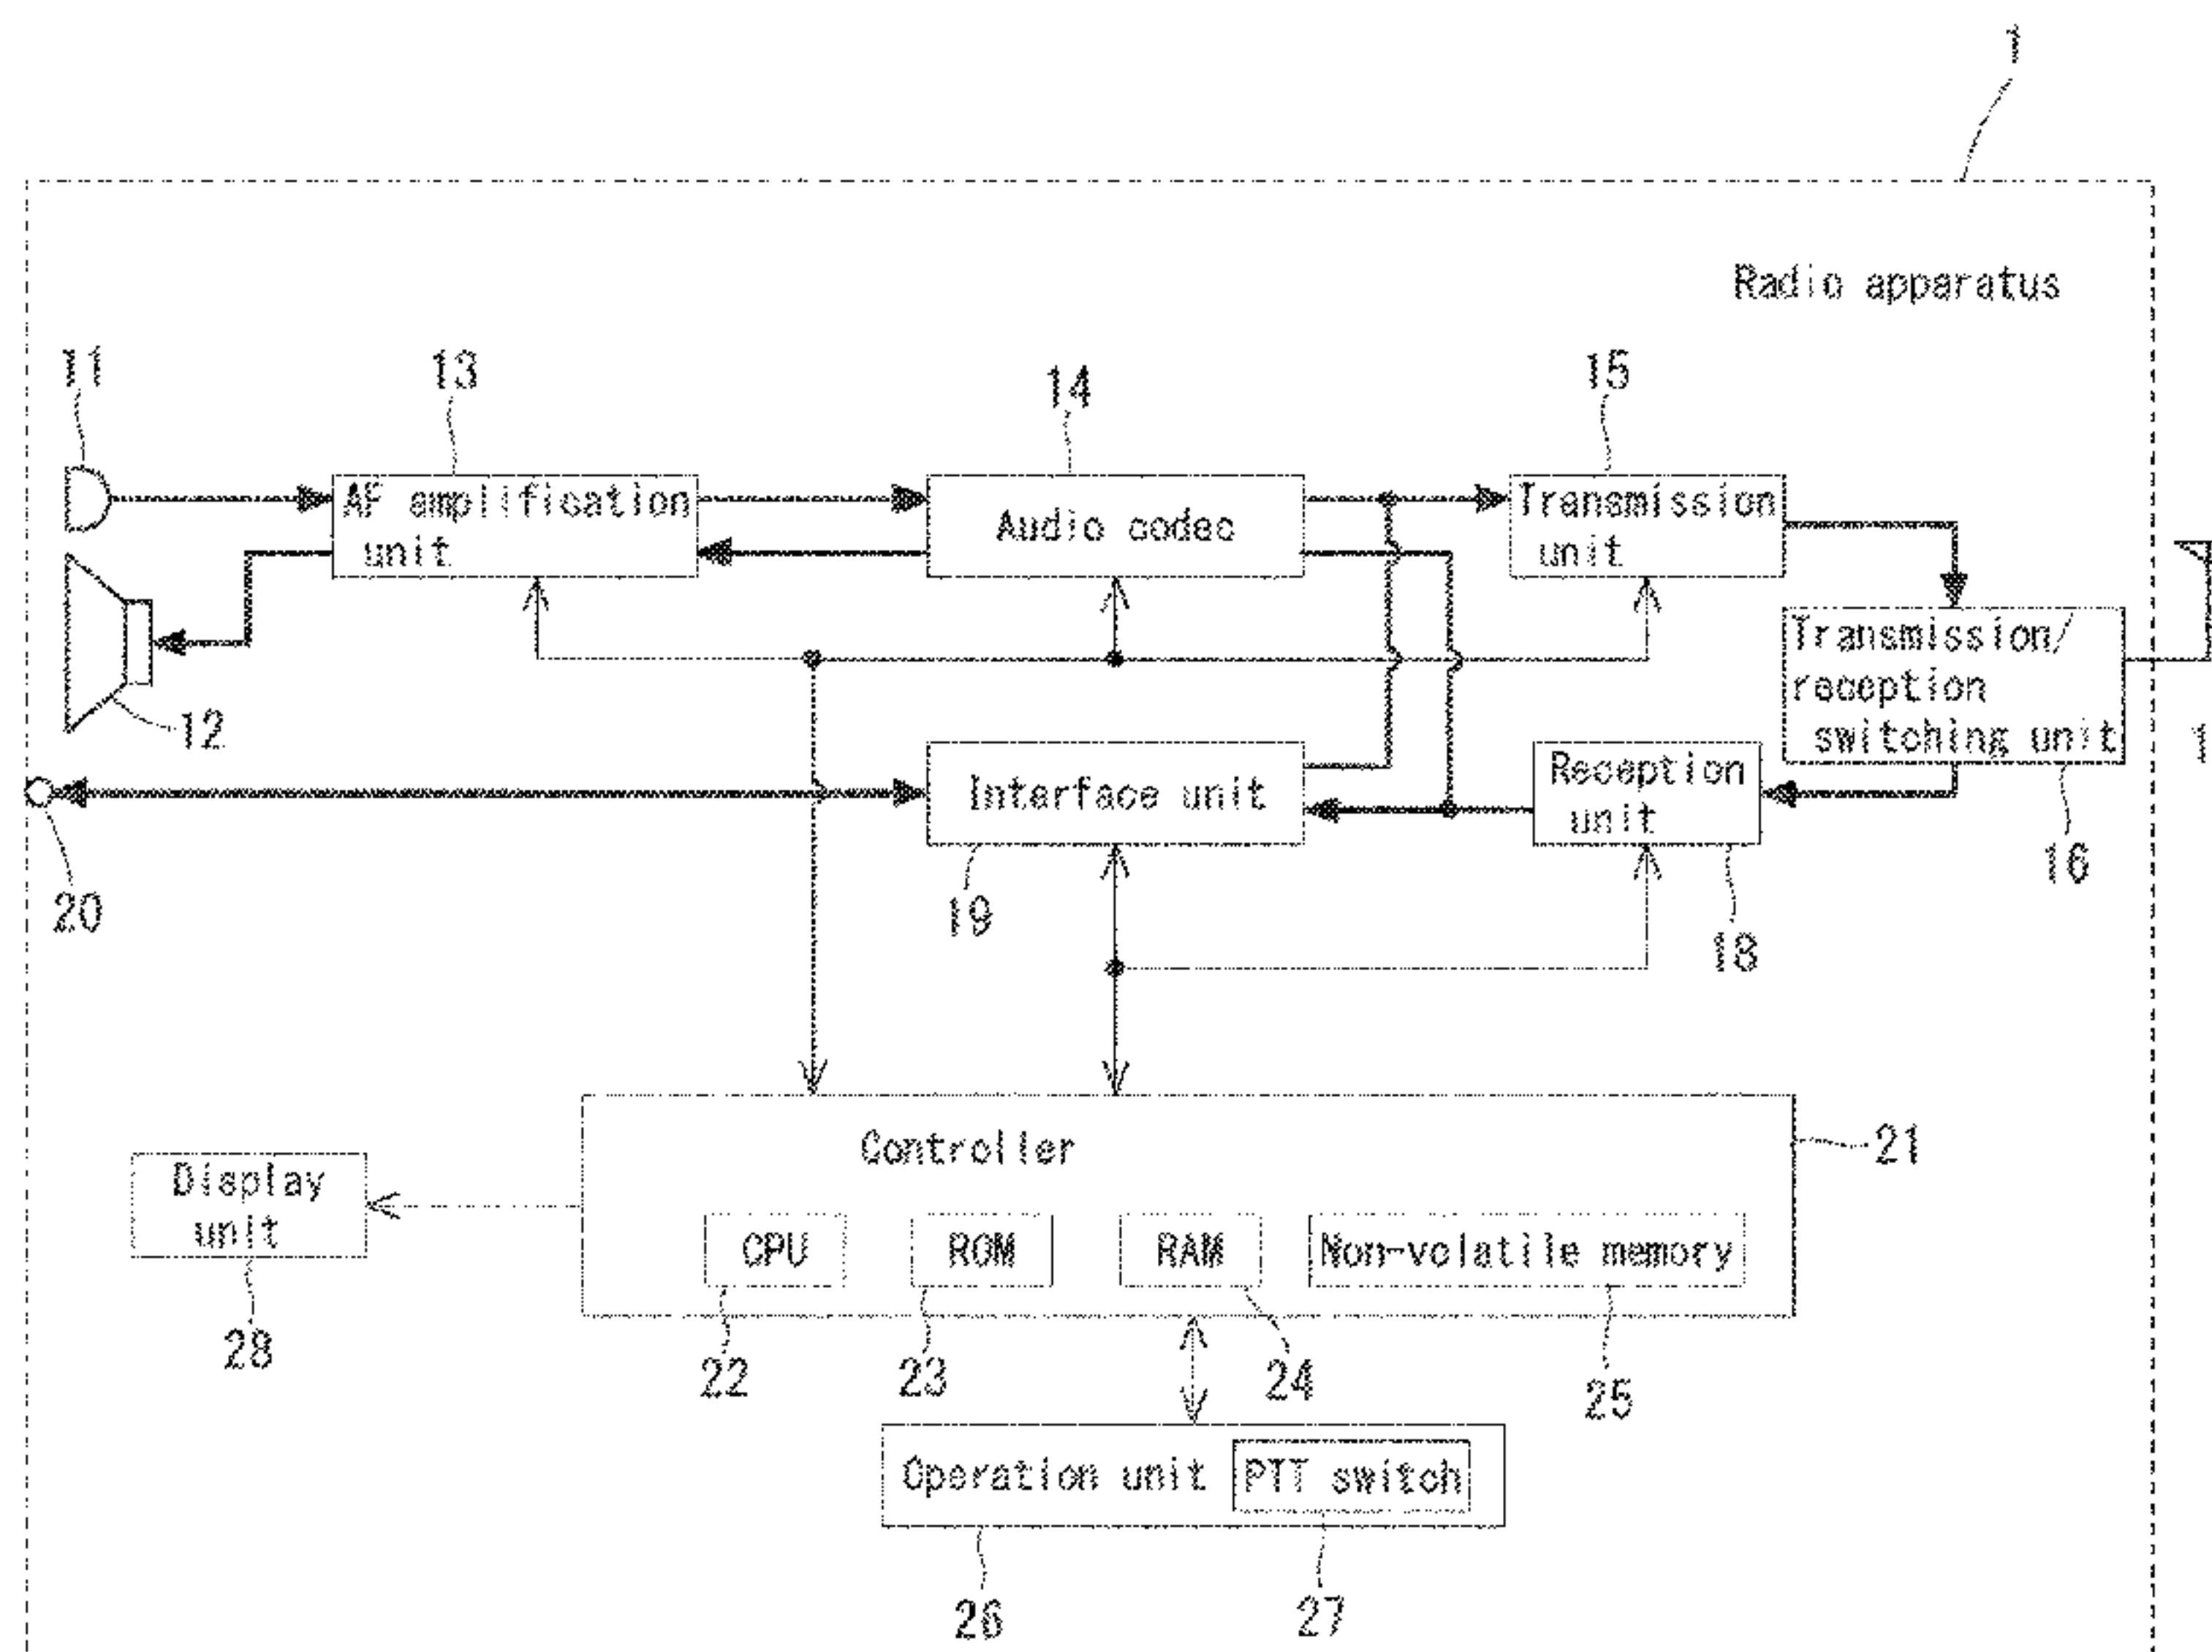 1
Radio apparatus
11
13
14
15
AF amplification
unit
Audio codec
Transmission
unit
Transmission/
reception
switching unit
12
1
Interface unit
Reception
unit
16
20
19
18
Controller
21
Display
unit
CPU
ROM
RAM
Non-volatile memory
28
22
23
24
25
Operation unit
PTT switch
26
27